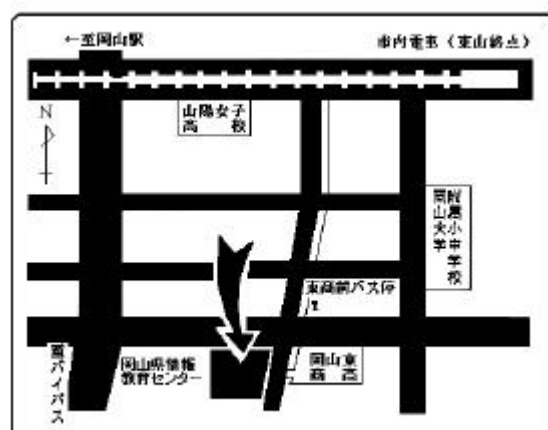 ←至岡山駅
市内電車（東山終点）
N
山陽女子
高　校
岡山大学
附属小中学校
東商前バス停
岡山県情報
教育センター
岡山東
商　高
至バイパス